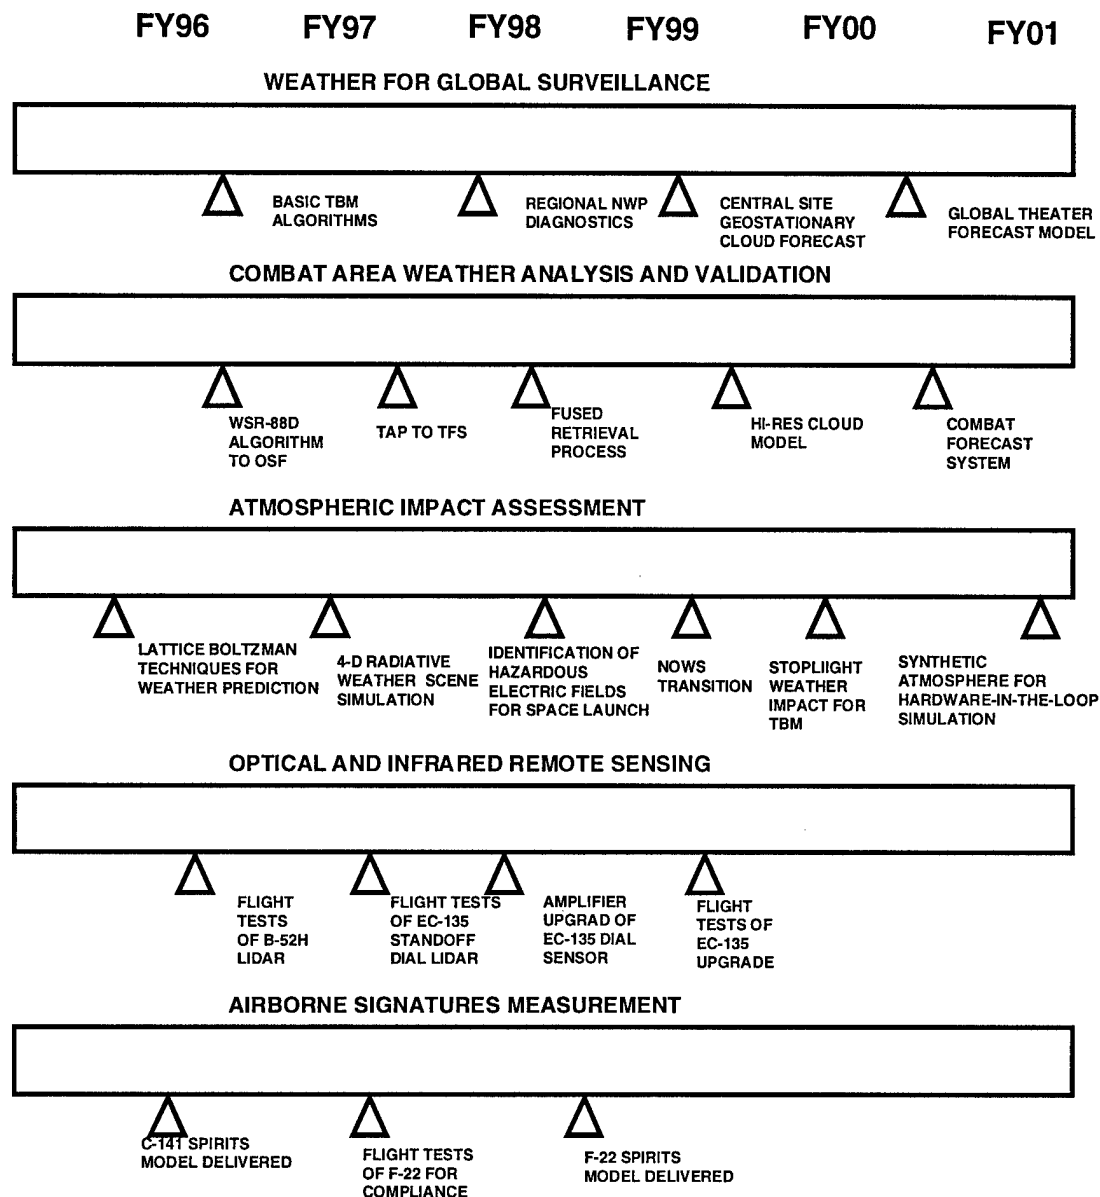 FY96 FY97 FY98 FY99 FY00 FY01
WEATHER FOR GLOBAL SURVEILLANCE
BASIC TBM
ALGORITHMS
REGIONAL NWP
DIAGNOSTICS
CENTRAL SITE
GEOSTATIONARY
CLOUD FORECAST
GLOBAL THEATER
FORECAST MODEL
COMBAT AREA WEATHER ANALYSIS AND VALIDATION
WSR-88D
ALGORITHM
TO OSF
TAP TO TFS
FUSED
RETRIEVAL
PROCESS
HI-RES CLOUD
MODEL
COMBAT
FORECAST
SYSTEM
ATMOSPHERIC IMPACT ASSESSMENT
LATTICE BOLTZMAN
TECHNIQUES FOR
WEATHER PREDICTION
4-D RADIATIVE
WEATHER SCENE
SIMULATION
IDENTIFICATION OF
HAZARDOUS
ELECTRIC FIELDS
FOR SPACE LAUNCH
NOWS
TRANSITION
STOPLIIGHT
WEATHER
IMPACT FOR
TBM
SYNTHETIC
ATMOSPHERE FOR
HARDWARE-IN-THE-LOOP
SIMULATION
OPTICAL AND INFRARED REMOTE SENSING
FLIGHT
TESTS
OF B-52H
LIDAR
FLIGHT TESTS
OF EC-135
STANDOFF
DIAL LIDAR
AMPLIFIER
UPGRAD OF
EC-135 DIAL
SENSOR
FLIGHT
TESTS OF
EC-135
UPGRADE
AIRBORNE SIGNATURES MEASUREMENT
C-141 SPIRITS
MODEL DELIVERED
FLIGHT TESTS
OF F-22 FOR
COMPLIANCE
F-22 SPIRITS
MODEL DELIVERED